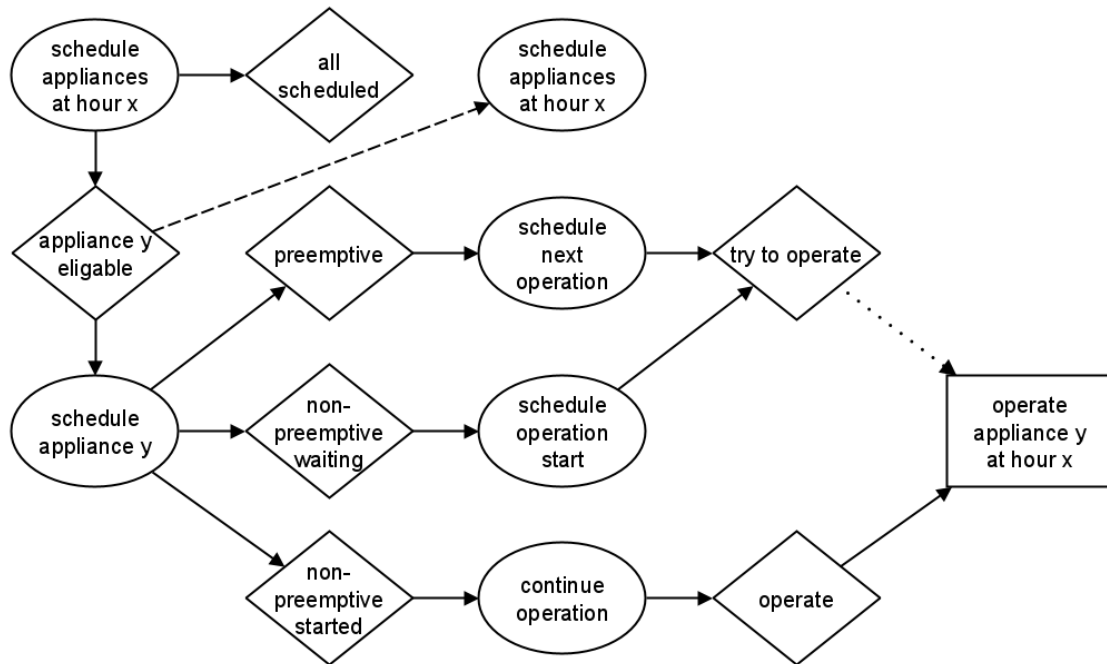 schedule
appliances
at hour x
all
scheduled
schedule
appliances
at hour x
appliance y
eligable
preemptive
schedule
next
operation
try to operate
schedule
appliance y
non-
preemptive
waiting
schedule
operation
start
operate
appliance y
at hour x
non-
preemptive
started
continue
operation
operate